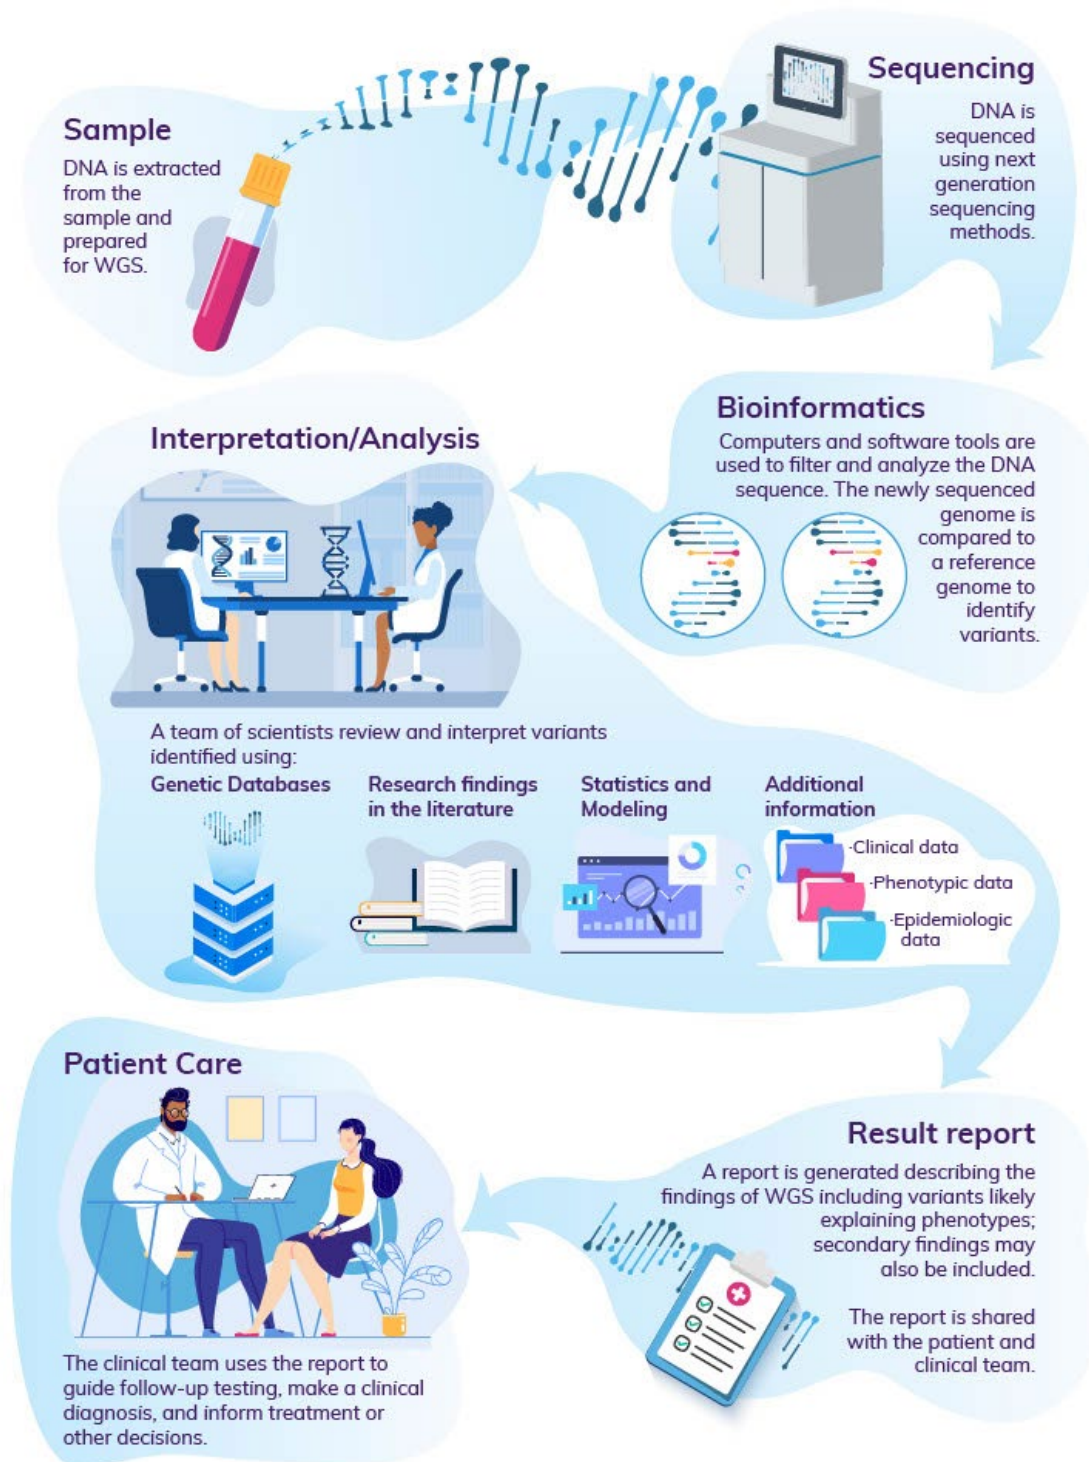 Sample
DNA is extracted
from the
sample and
prepared
for WGS.
Sequencing
DNA is
sequenced
using next
generation
sequencing
methods.
Bioinformatics
Computers and software tools are
used to filter and analyze the DNA
sequence. The newly sequenced
genome is
compared to
a reference
genome to
identify
variants.
Interpretation/Analysis
A team of scientists review and interpret variants
identified using:
Genetic Databases
Research findings
in the literature
Statistics and
Modeling
Additional
information
·Clinical data
·Phenotypic data
·Epidemiologic
data
Result report
A report is generated describing the
findings of WGS including variants likely
explaining phenotypes;
secondary findings may
also be included.
The report is shared
with the patient and
clinical team.
Patient Care
The clinical team uses the report to
guide follow-up testing, make a clinical
diagnosis, and inform treatment or
other decisions.